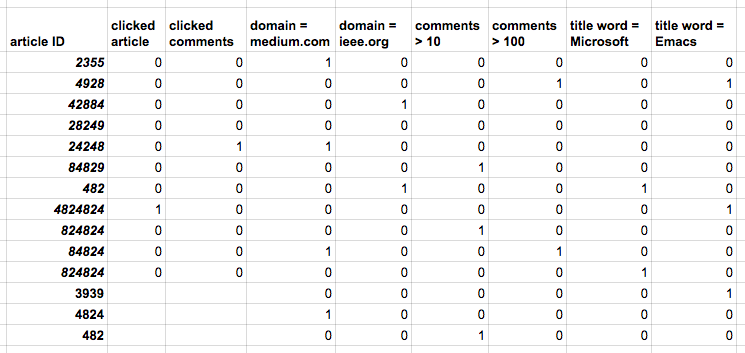 clicked clicked domain = domain = comments comments title word = title word =
article ID article comments medium.com ieee.org > 10 > 100 Microsoft Emacs
2355 0 0 1 0 0 0 0 0
4928 0 0 0 0 0 1 0 1
42884 0 0 0 1 0 0 0 0
28249 0 0 0 0 0 0 0 0
24248 0 1 1 0 0 0 0 0
84829 0 0 0 0 1 0 0 0
482 0 0 0 1 0 0 1 0
4824824 1 0 0 0 0 0 0 1
824824 0 0 0 0 1 0 0 0
84824 0 0 1 0 0 1 0 0
824824 0 0 0 0 0 0 1 0
3939 0 0 0 0 0 1
4824 1 0 0 0 0 0
482 0 0 1 0 0 0